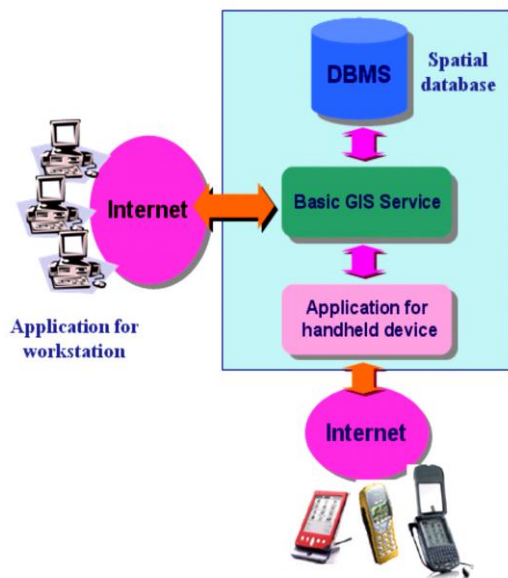 DBMS
Spatial
database
Internet
Basic GIS Service
Application for
workstation
Application for
handheld device
Internet